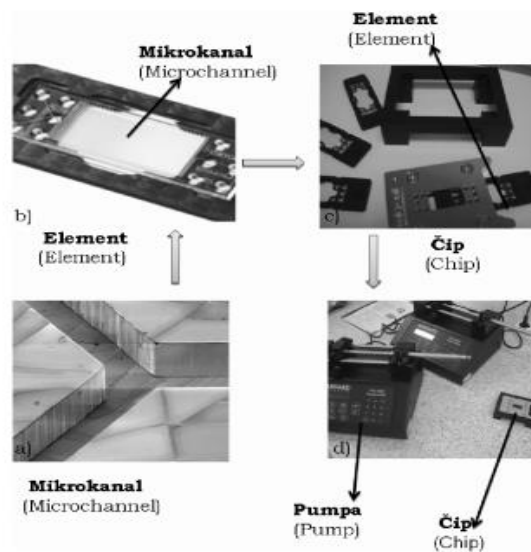 Element
(Element)
Mikrokanal
(Microchannel)
b)
c)
Element
(Element)
Čip
(Chip)
a)
d)
Mikrokanal
(Microchannel)
Pumpa
(Pump)
Čip
(Chip)